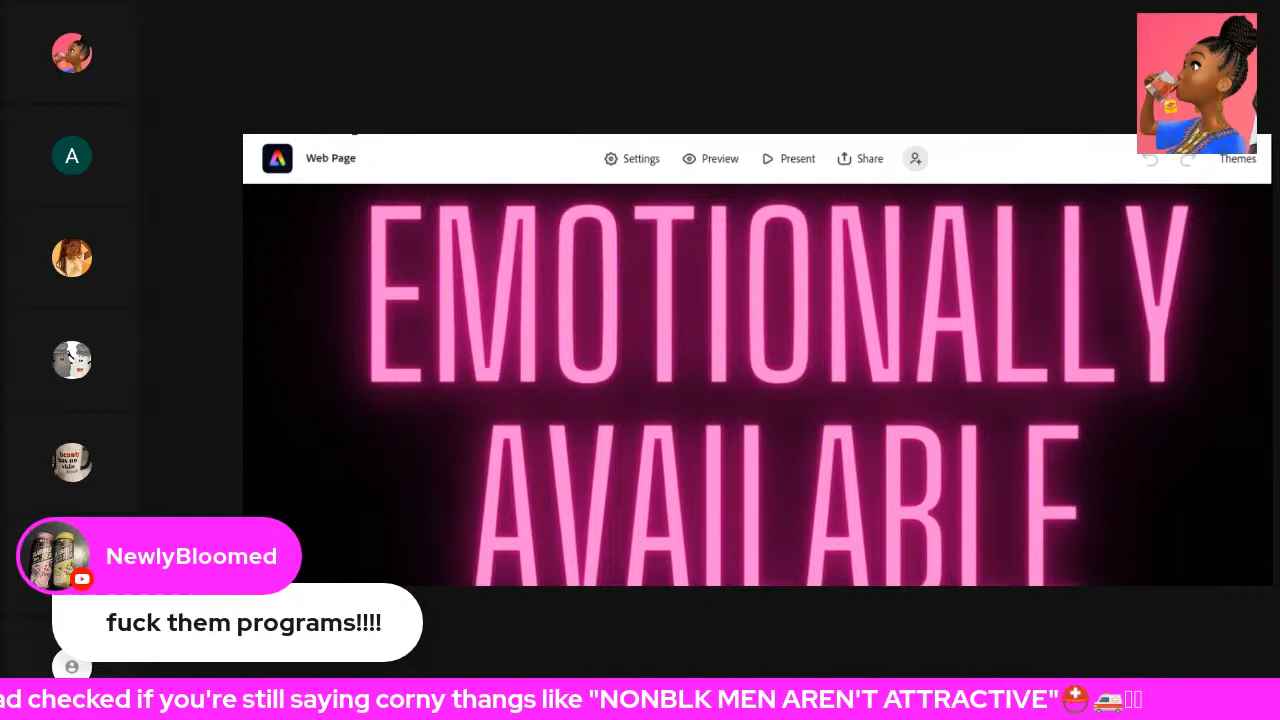 Web Page
Settings
Preview
Present
Share
Themes
A
EMOTIONALLY
AVAILABLE
NewlyBloomed
fuck them programs!!!!
ad checked if you're still saying corny thangs like "NONBLK MEN AREN'T ATTRACTIVE"⛑️🚑